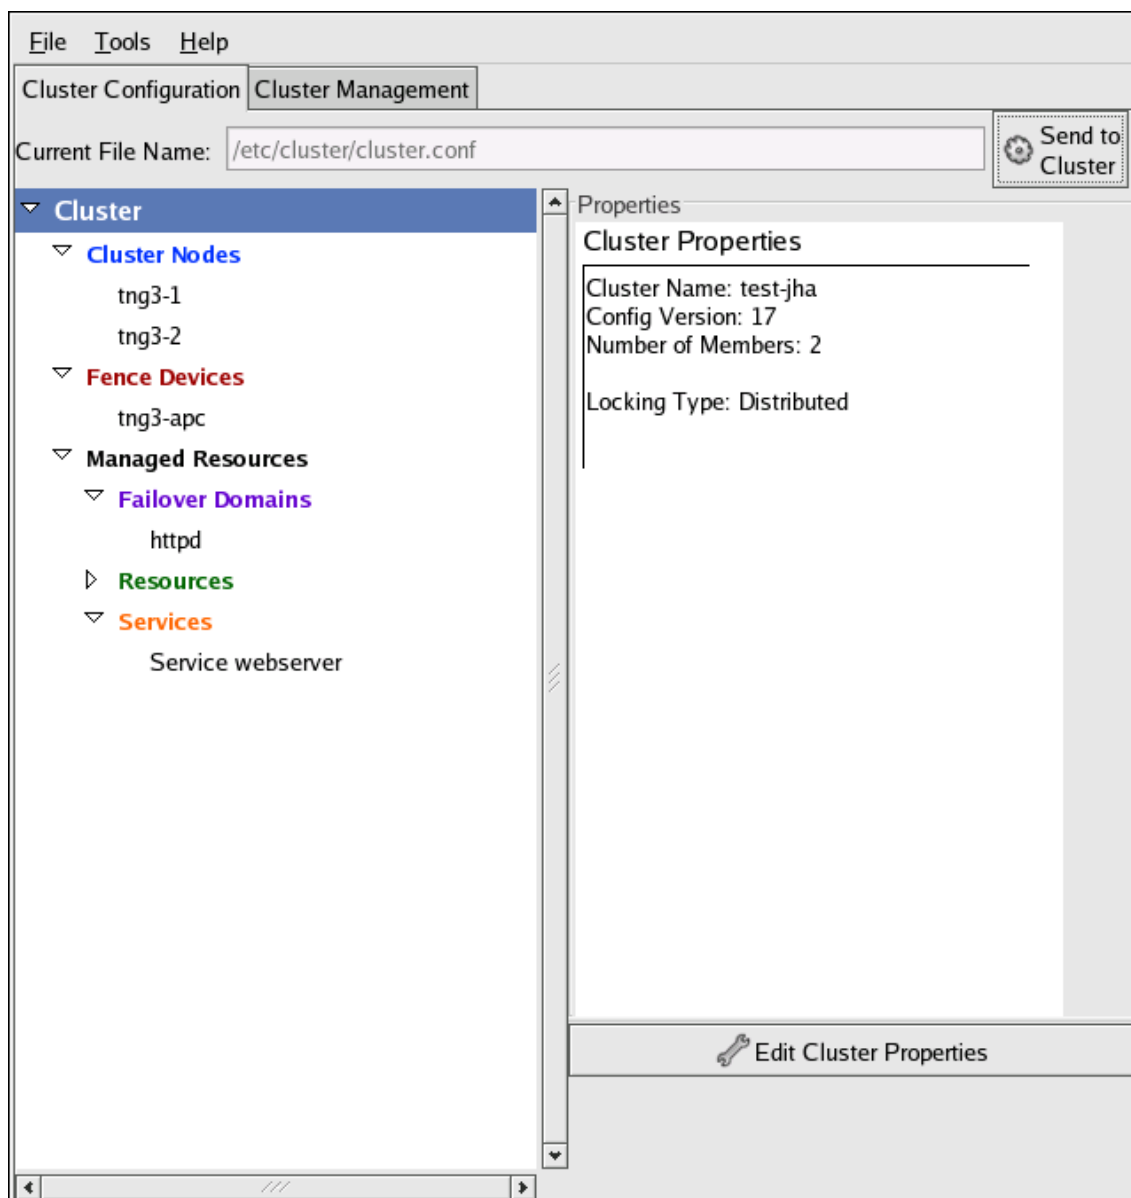 File Tools Help
Cluster Configuration Cluster Management
Current File Name: /etc/cluster/cluster.conf
Send to
Cluster
Cluster
Cluster Nodes
tng3-1
tng3-2
Fence Devices
tng3-apc
Managed Resources
Failover Domains
httpd
Resources
Services
Service webserver
Properties
Cluster Properties
Cluster Name: test-jha
Config Version: 17
Number of Members: 2
Locking Type: Distributed
Edit Cluster Properties